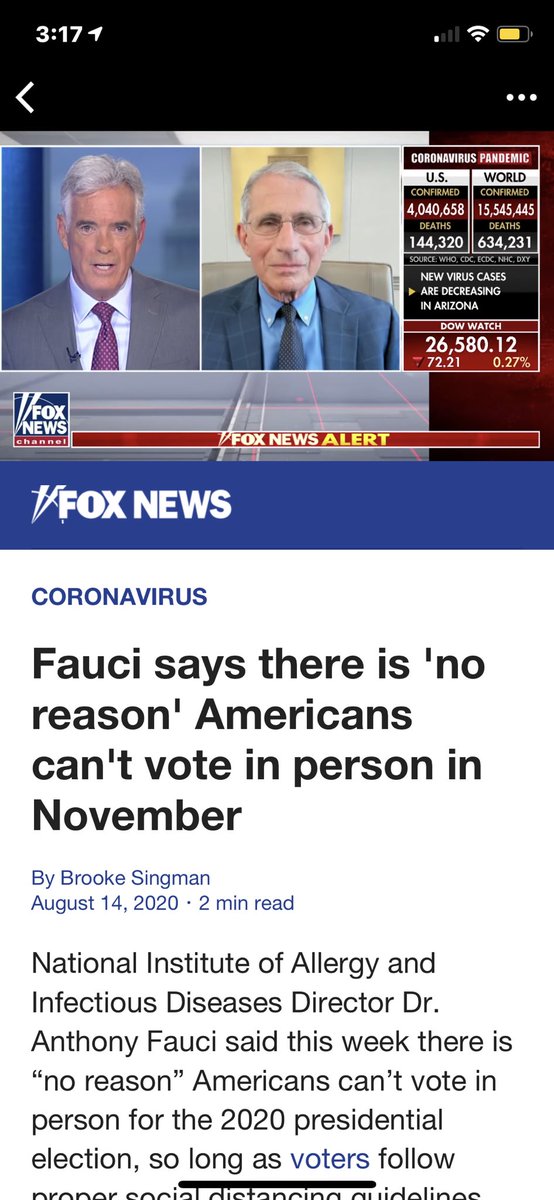 3:17
CORONAVIRUS PANDEMIC
U.S. WORLD
CONFIRMED CONFIRMED
4,040,658 15,545,445
DEATHS DEATHS
144,320 634,231
SOURCE: WHO, CDC, ECDC, NHC, DXY
NEW VIRUS CASES
ARE DECREASING
IN ARIZONA
DOW WATCH
26,580.12
72.21 0.27%
FOX
NEWS
channel
FOX NEWS ALERT
FOX NEWS
CORONAVIRUS
Fauci says there is 'no
reason' Americans
can't vote in person in
November
By Brooke Singman
August 14, 2020 · 2 min read
National Institute of Allergy and
Infectious Diseases Director Dr.
Anthony Fauci said this week there is
“no reason” Americans can’t vote in
person for the 2020 presidential
election, so long as voters follow
proper social distancing guidelines